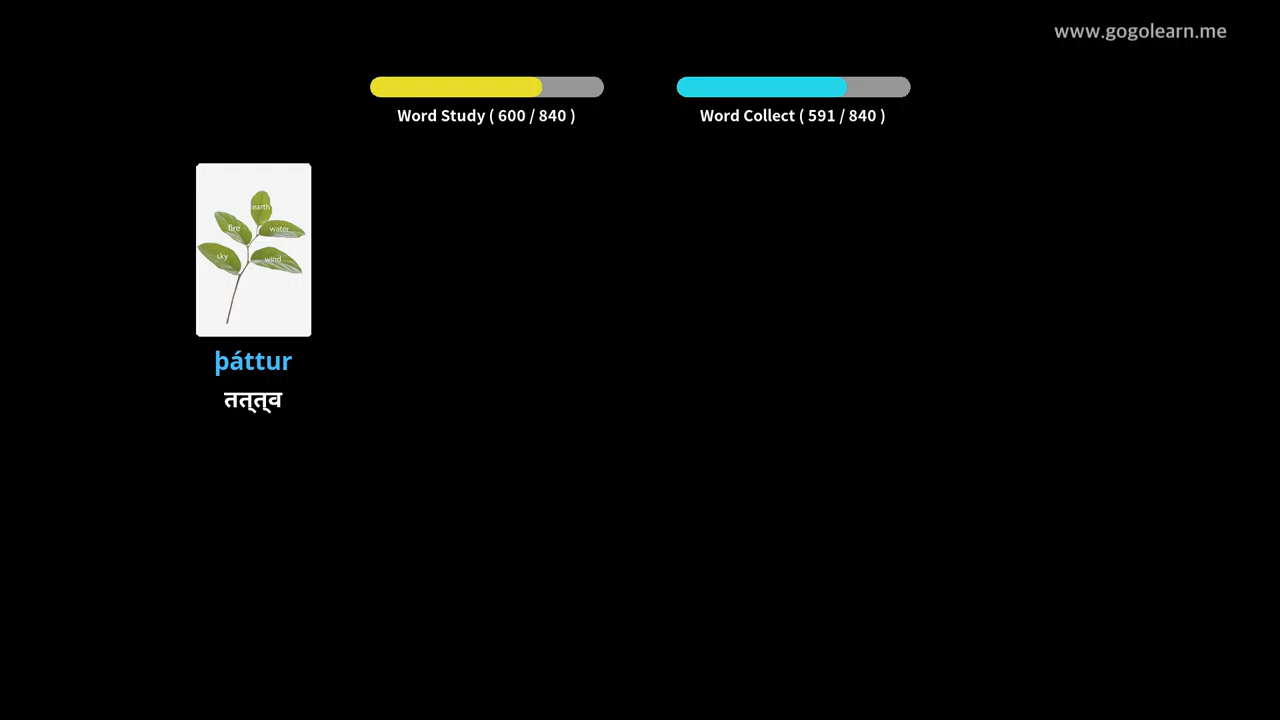 www.gogolearn.me
Word Study ( 600 / 840 )
Word Collect ( 591 / 840 )
earth
fire
water
sky
wind
þáttur
तत्त्व